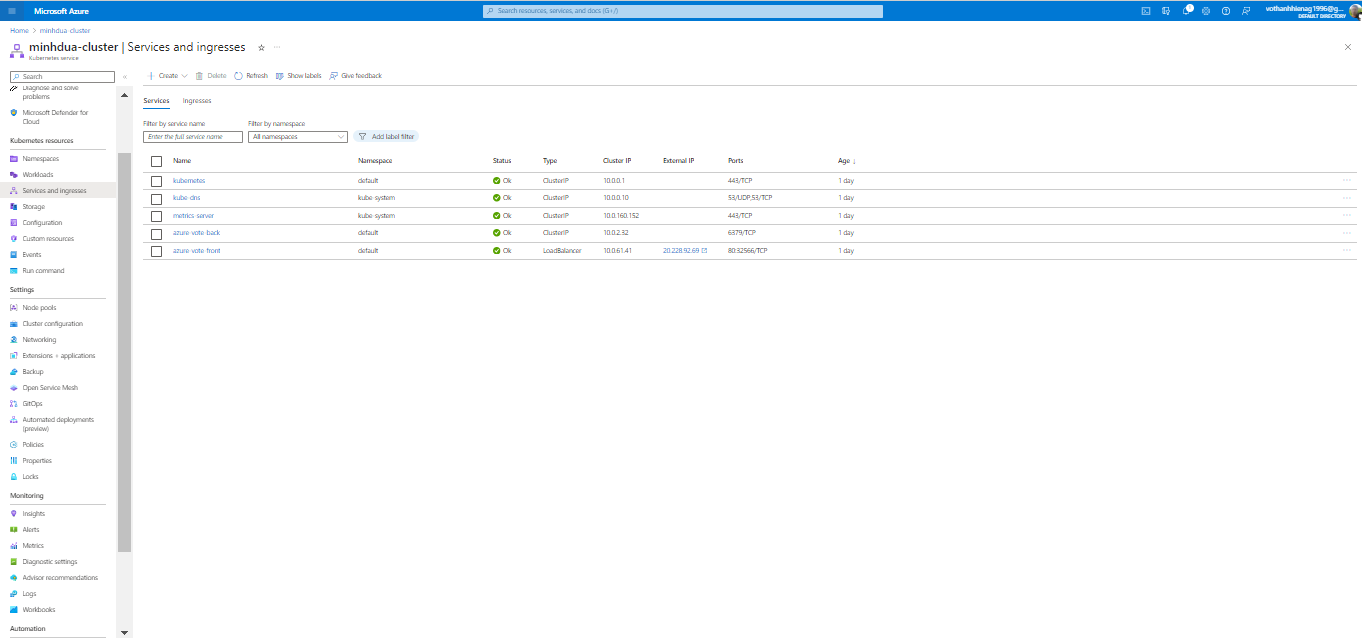 Microsoft Azure
Search resources, services, and docs (G+/)
vothanhhienag1996@g...
DEFAULT DIRECTORY
Home > minhdua-cluster
minhdua-cluster | Services and ingresses
Kubernetes service
Search
Create
Delete
Refresh
Show labels
Give feedback
Diagnose and solve
problems
Microsoft Defender for
Cloud
Kubernetes resources
Namespaces
Workloads
Services and ingresses
Storage
Configuration
Custom resources
Events
Run command
Settings
Node pools
Cluster configuration
Networking
Extensions + applications
Backup
Open Service Mesh
GitOps
Automated deployments
(preview)
Policies
Properties
Locks
Monitoring
Insights
Alerts
Metrics
Diagnostic settings
Advisor recommendations
Logs
Workbooks
Automation
Services Ingresses
Filter by service name
Enter the full service name
Filter by namespace
All namespaces
Add label filter
Name Namespace Status Type Cluster IP External IP Ports Age ↓
kubernetes default Ok ClusterIP 10.0.0.1 443/TCP 1 day
kube-dns kube-system Ok ClusterIP 10.0.0.10 53/UDP,53/TCP 1 day
metrics-server kube-system Ok ClusterIP 10.0.160.152 443/TCP 1 day
azure-vote-back default Ok ClusterIP 10.0.2.32 6379/TCP 1 day
azure-vote-front default Ok LoadBalancer 10.0.61.41 20.228.92.69 80:32566/TCP 1 day